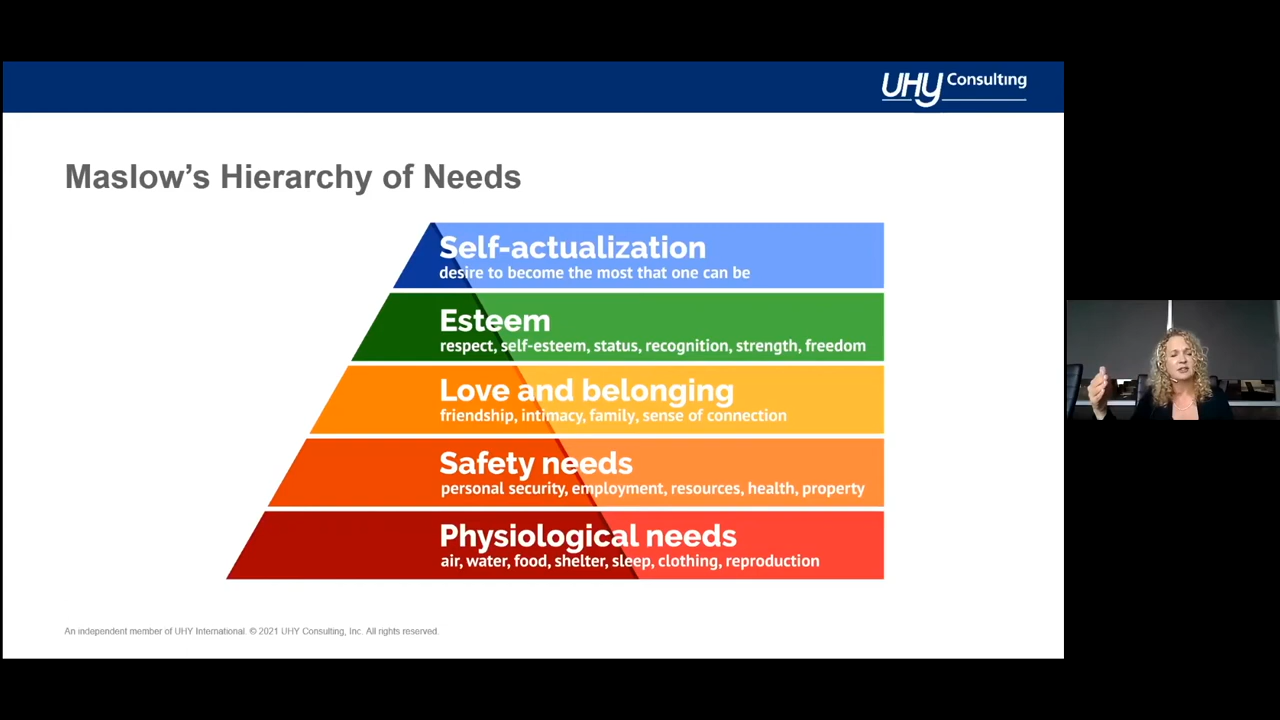 UHY Consulting
Maslow's Hierarchy of Needs
Self-actualization
desire to become the most that one can be
Esteem
respect, self-esteem, status, recognition, strength, freedom
Love and belonging
friendship, intimacy, family, sense of connection
Safety needs
personal security, employment, resources, health, property
Physiological needs
air, water, food, shelter, sleep, clothing, reproduction
An independent member of UHY International. © 2021 UHY Consulting, Inc. All rights reserved.